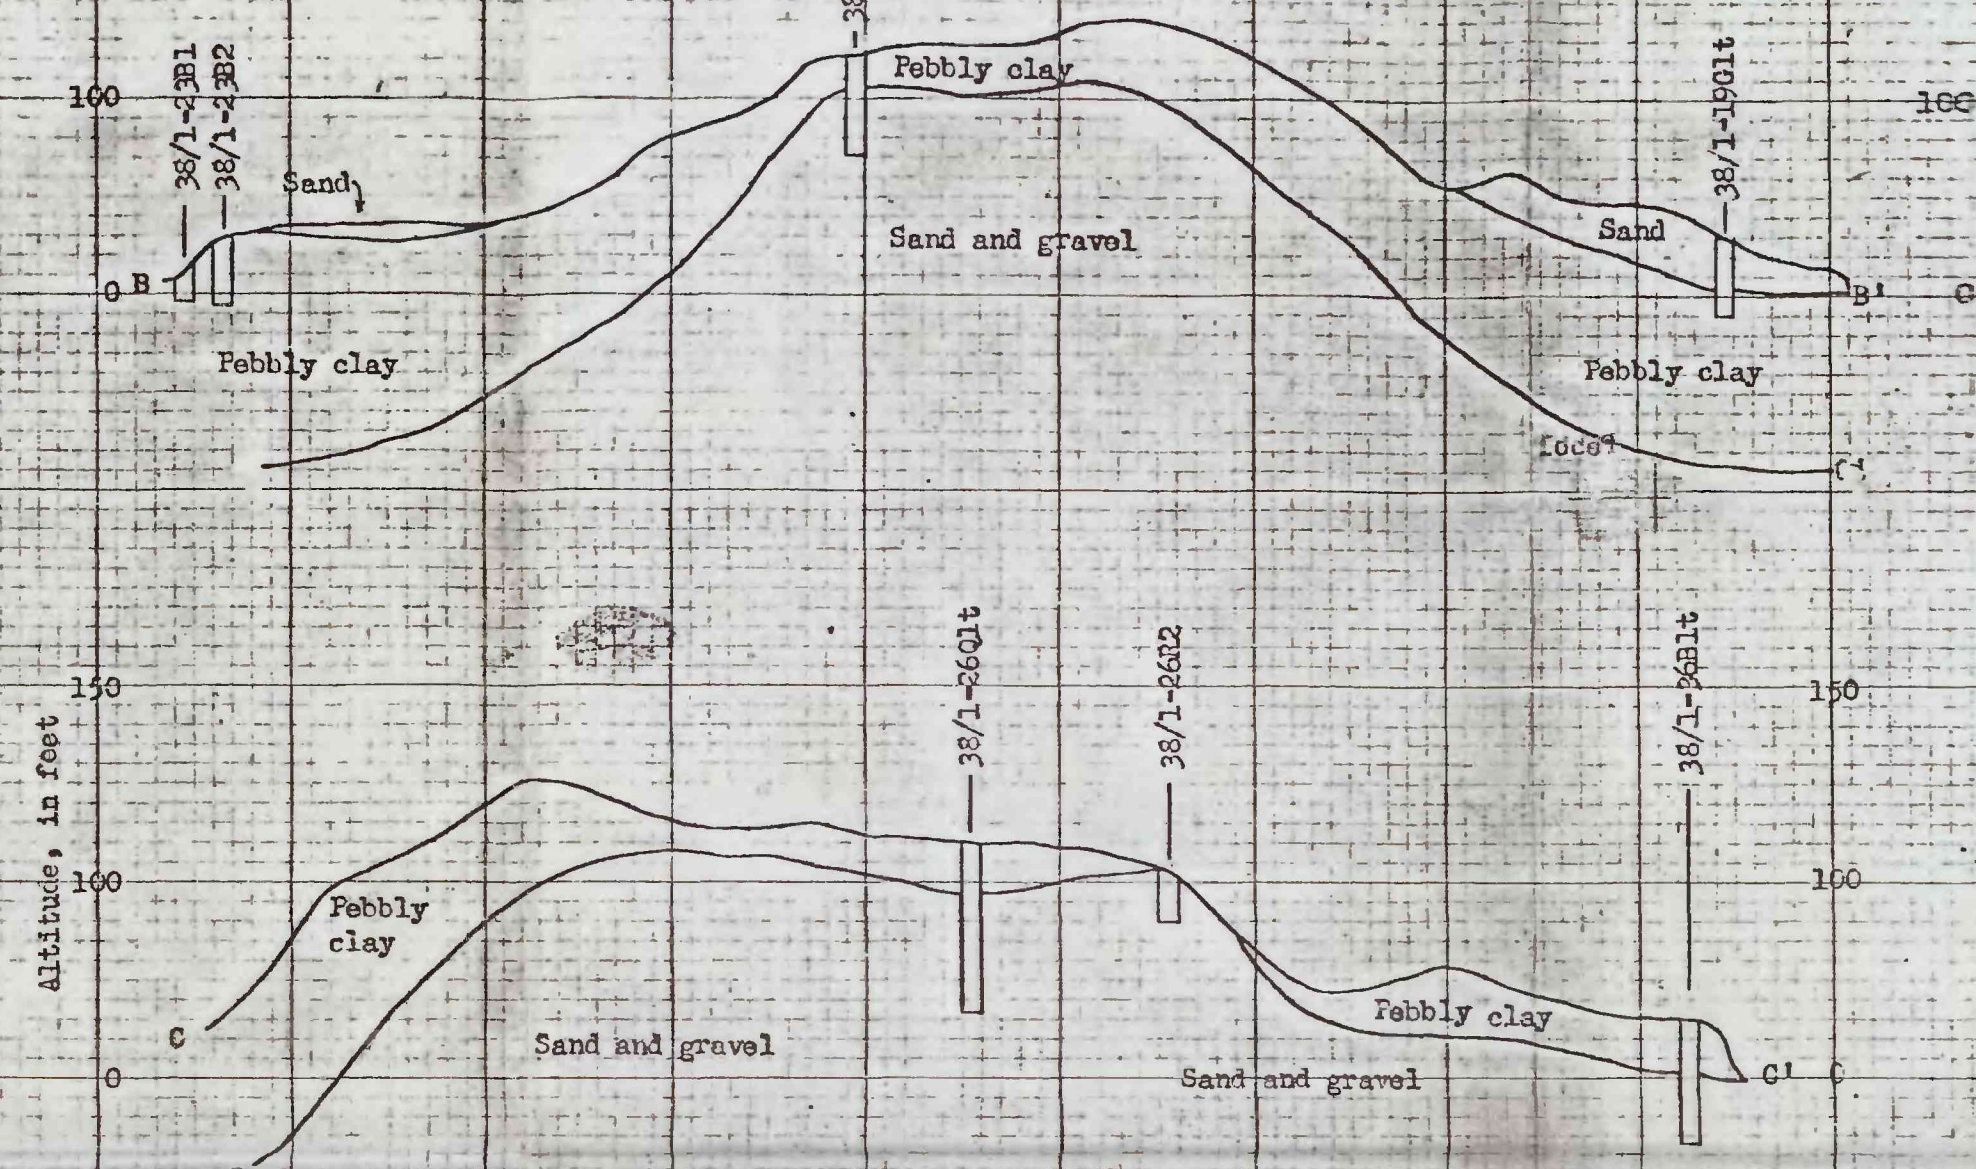 38/1-23B1
38/1-23B2
38
38/1-19G1t
100
100
Pebbly clay
Sand
Sand and gravel
Sand
0
B
B'
0
Pebbly clay
Pebbly clay
C'
38/1-26Q1t
38/1-26R2
38/1-36B1t
150
150
Altitude, in feet
100
100
Pebbly
clay
C
Pebbly clay
Sand and gravel
Sand and gravel
0
C'
0